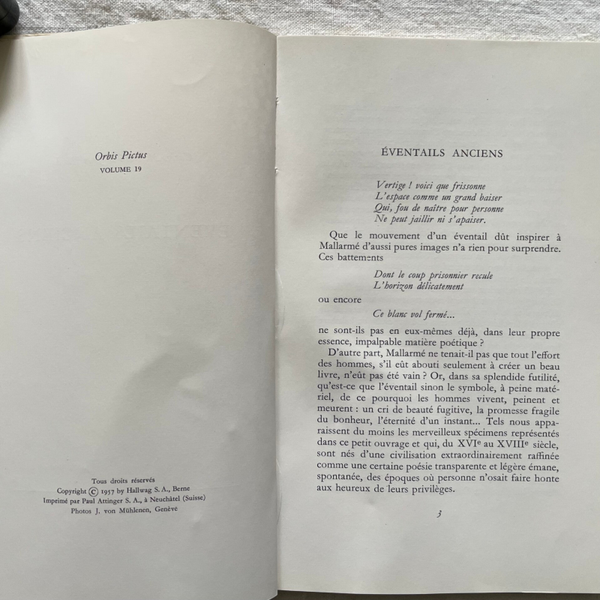 Orbis Pictus
VOLUME 19
Tous droits réservés
Copyright © 1957 by Hallwag S. A., Berne
Imprimé par Paul Attinger S. A., à Neuchâtel (Suisse)
Photos J. von Mühlenen, Genève
ÉVENTAILS ANCIENS
Vertige ! voici que frissonne
L'espace comme un grand baiser
Qui, fou de naître pour personne
Ne peut jaillir ni s'apaiser.
Que le mouvement d'un éventail dût inspirer à
Mallarmé d'aussi pures images n'a rien pour surprendre.
Ces battements
Dont le coup prisonnier recule
L'horizon délicatement
ou encore
Ce blanc vol fermé...
ne sont-ils pas en eux-mêmes déjà, dans leur propre
essence, impalpable matière poétique ?
D'autre part, Mallarmé ne tenait-il pas que tout l'effort
des hommes, s'il eût abouti seulement à créer un beau
livre, n'eût pas été vain ? Or, dans sa splendide futilité,
qu'est-ce que l'éventail sinon le symbole, à peine maté-
riel, de ce pourquoi les hommes vivent, peinent et
meurent : un cri de beauté fugitive, la promesse fragile
du bonheur, l'éternité d'un instant... Tels nous appa-
raissent du moins les merveilleux spécimens représentés
dans ce petit ouvrage et qui, du XVIe au XVIIIe siècle,
sont nés d'une civilisation extraordinairement raffinée
comme une certaine poésie transparente et légère émane,
spontanée, des époques où personne n'osait faire honte
aux heureux de leurs privilèges.
3